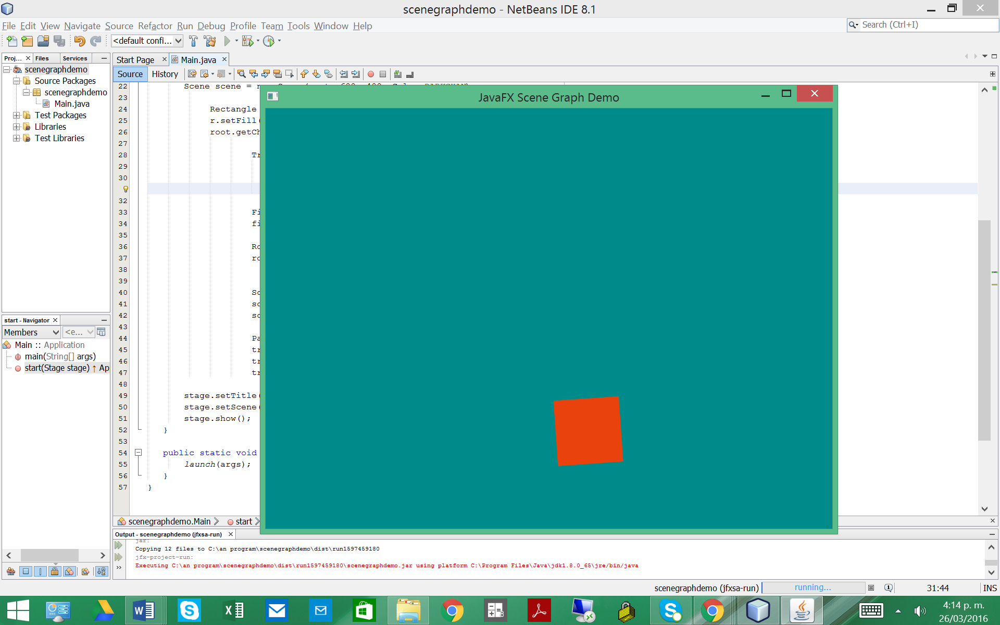 scenegraphdemo - NetBeans IDE 8.1
File Edit View Navigate Source Refactor Run Debug Profile Team Tools Window Help
Search (Ctrl+I)
<default confi...
Proj... Files Services
Start Page Main.java
Source History
scenegraphdemo
Source Packages
scenegraphdemo
Main.java
Test Packages
Libraries
Test Libraries
22 Scene scene =
23
24 Rectangle
25 r.setFill(
26 root.getCh
27
28 Tr
29
30
32
33 Fi
34 fi
35
36 Ro
37 ro
38
39
40 Sc
41 sc
42 sc
43
44 Pa
45 tr
46 tr
47 tr
48
49 stage.setTitle(
50 stage.setScene(
51 stage.show();
52 }
53
54 public static void
55 launch(args);
56 }
57 }
JavaFX Scene Graph Demo
start - Navigator
Members <e...
Main :: Application
main(String[] args)
start(Stage stage) ↑ Ap
scenegraphdemo.Main start
Output - scenegraphdemo (jfxsa-run)
jar:
Copying 12 files to C:\an program\scenegraphdemo\dist\run1597459180
jfx-project-run:
Executing C:\an program\scenegraphdemo\dist\run1597459180\scenegraphdemo.jar using platform C:\Program Files\Java\jdk1.8.0_65\jre/bin/java
scenegraphdemo (jfxsa-run) running... 31:44 INS
4:14 p. m.
26/03/2016